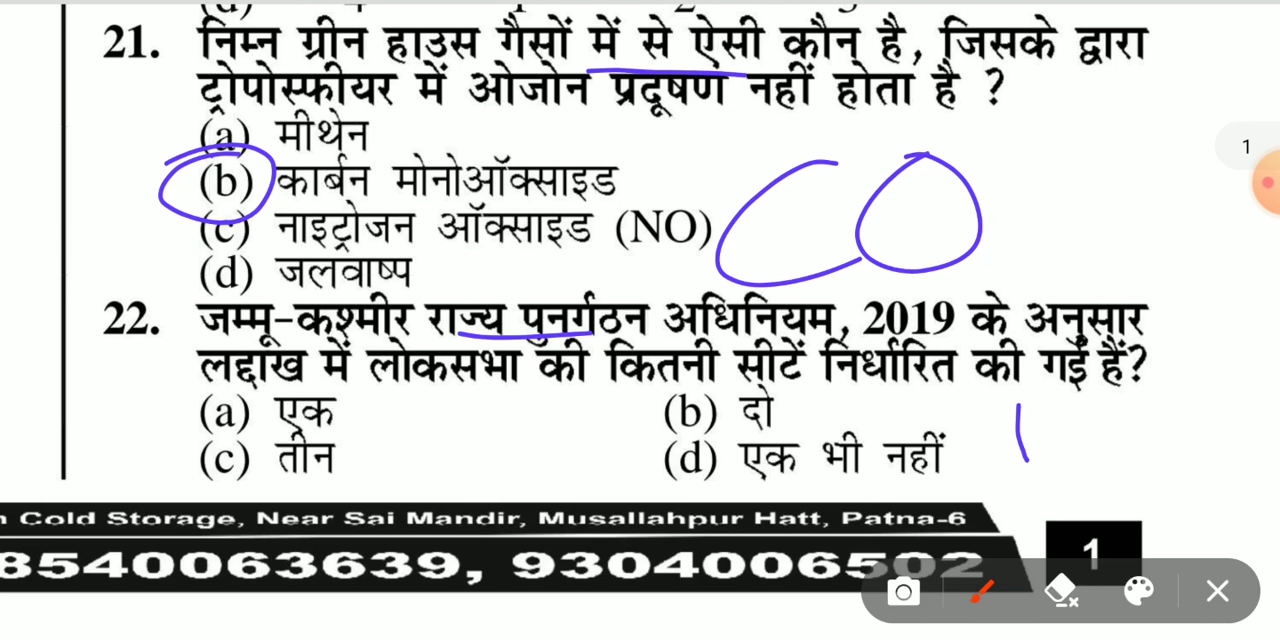 21. निम्न ग्रीन हाउस गैसों में से ऐसी कौन है, जिसके द्वारा
ट्रोपोस्फीयर में ओजोन प्रदूषण नहीं होता है ?
(a) मीथेन
(b) कार्बन मोनोऑक्साइड
(c) नाइट्रोजन ऑक्साइड (NO)
CO
(d) जलवाष्प
22. जम्मू-कश्मीर राज्य पुनर्गठन अधिनियम, 2019 के अनुसार
लद्दाख में लोकसभा की कितनी सीटें निर्धारित की गईं हैं?
(a) एक (b) दो
(c) तीन (d) एक भी नहीं
1
Cold Storage, Near Sai Mandir, Musallahpur Hatt, Patna-6
8540063639, 9304006502
1